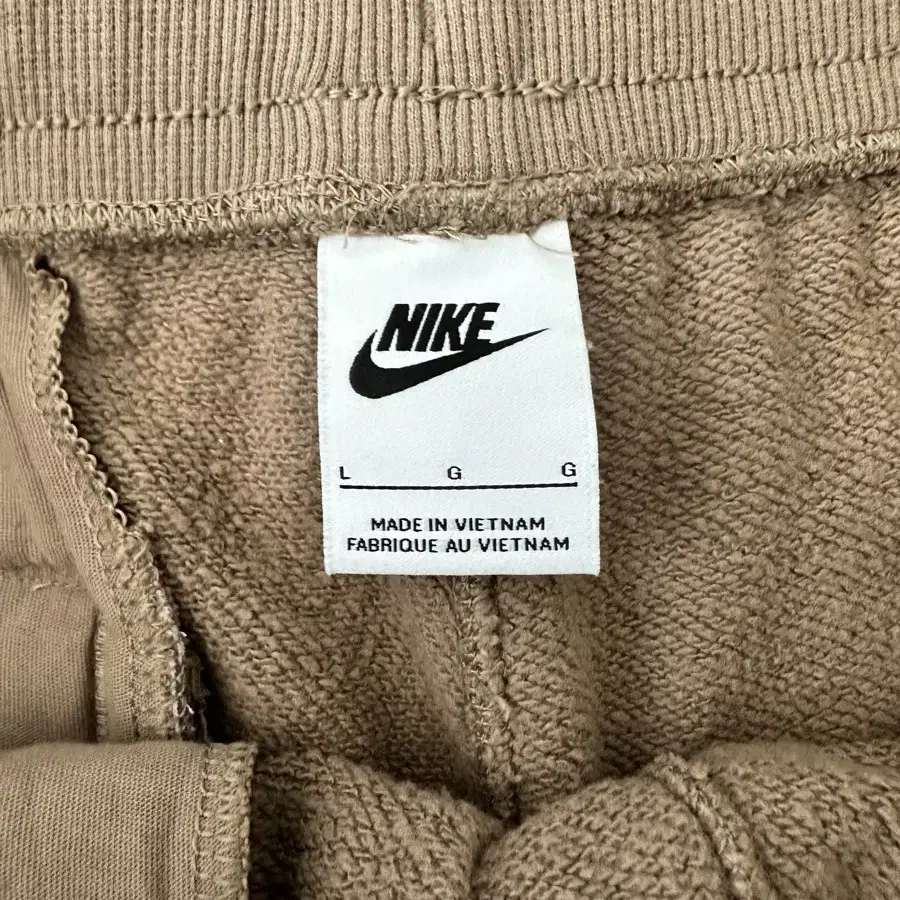 NIKE
L G G
MADE IN VIETNAM
FABRIQUE AU VIETNAM